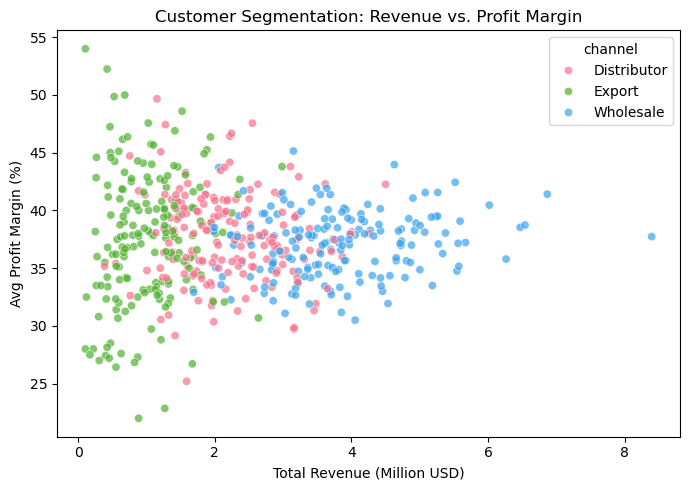 Customer Segmentation: Revenue vs. Profit Margin
channel
Distributor
Export
Wholesale
Avg Profit Margin (%)
55
50
45
40
35
30
25
0
2
4
6
8
Total Revenue (Million USD)